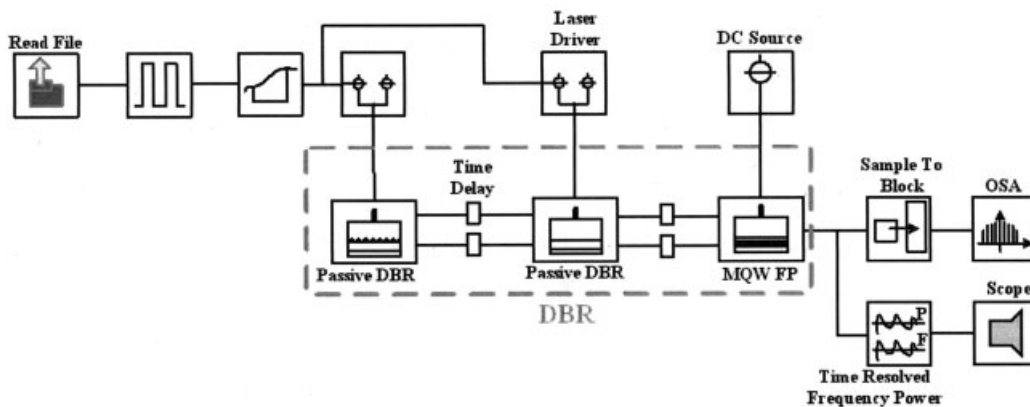 Read File
Laser
Driver
DC Source
Time
Delay
Sample To
Block
OSA
Passive DBR
Passive DBR
MQW FP
DBR
Scope
P
F
Time Resolved
Frequency Power